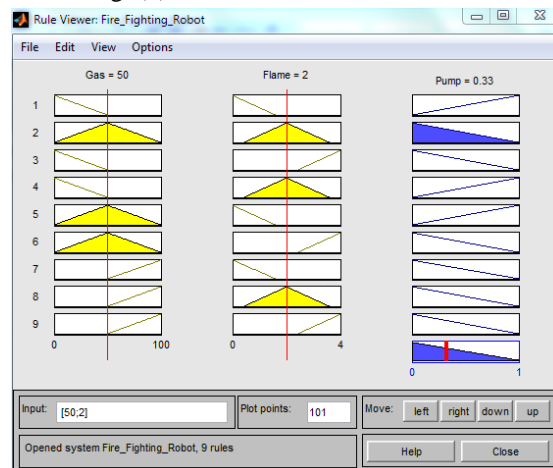 Rule Viewer: Fire_Fighting_Robot
File Edit View Options
Gas = 50 Flame = 2 Pump = 0.33
1
2
3
4
5
6
7
8
9
0 100 0 4
0 1
Input: [50;2] Plot points: 101 Move: left right down up
Opened system Fire_Fighting_Robot, 9 rules Help Close